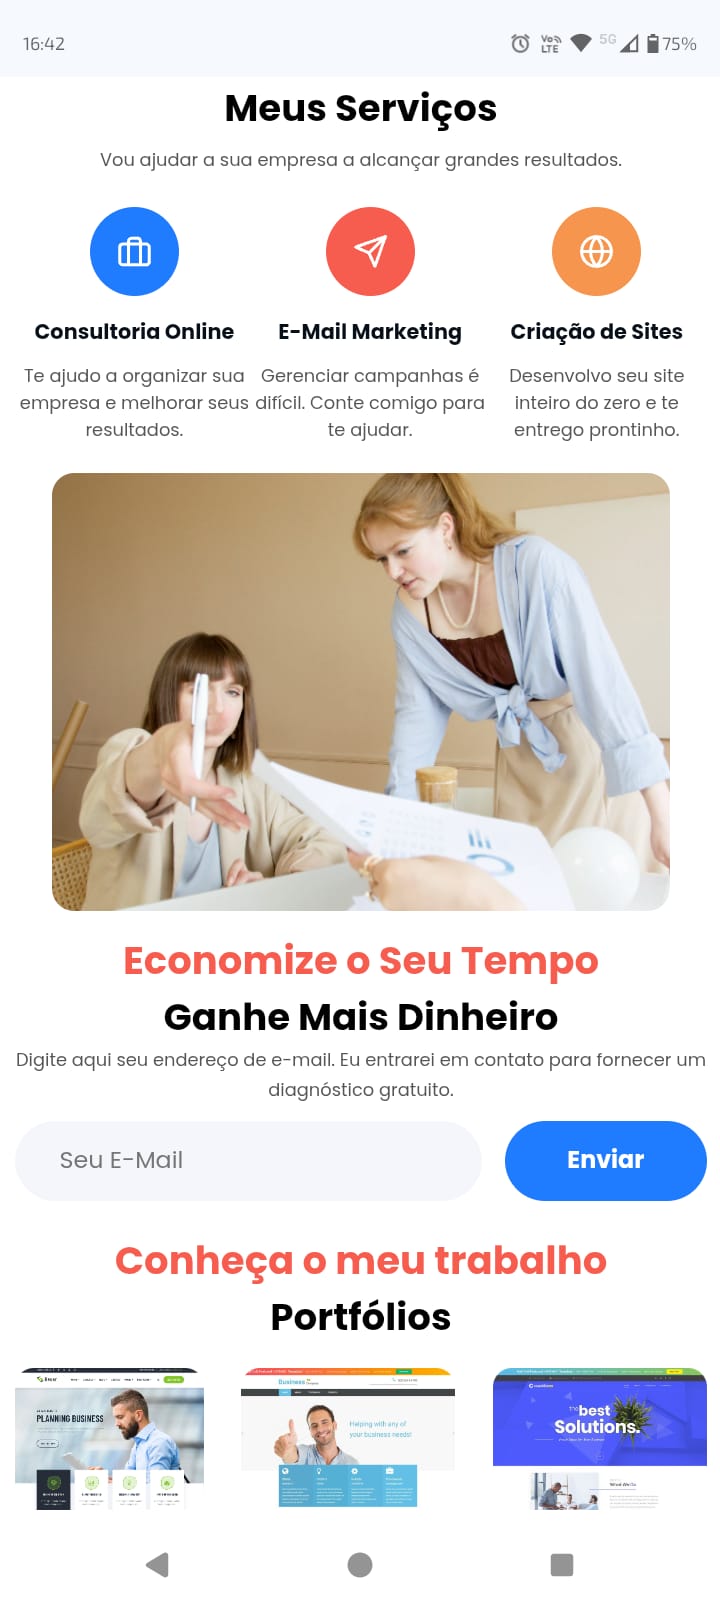 16:42
Vo
LTE
5G
75%
Meus Serviços
Vou ajudar a sua empresa a alcançar grandes resultados.
Consultoria Online
Te ajudo a organizar sua
empresa e melhorar seus
resultados.
E-Mail Marketing
Gerenciar campanhas é
difícil. Conte comigo para
te ajudar.
Criação de Sites
Desenvolvo seu site
inteiro do zero e te
entrego prontinho.
Economize o Seu Tempo
Ganhe Mais Dinheiro
Digite aqui seu endereço de e-mail. Eu entrarei em contato para fornecer um
diagnóstico gratuito.
Seu E-Mail
Enviar
Conheça o meu trabalho
Portfólios
PLANNING BUSINESS
Business
Helping with any of
your business needs!
the best
Solutions.
What We Do